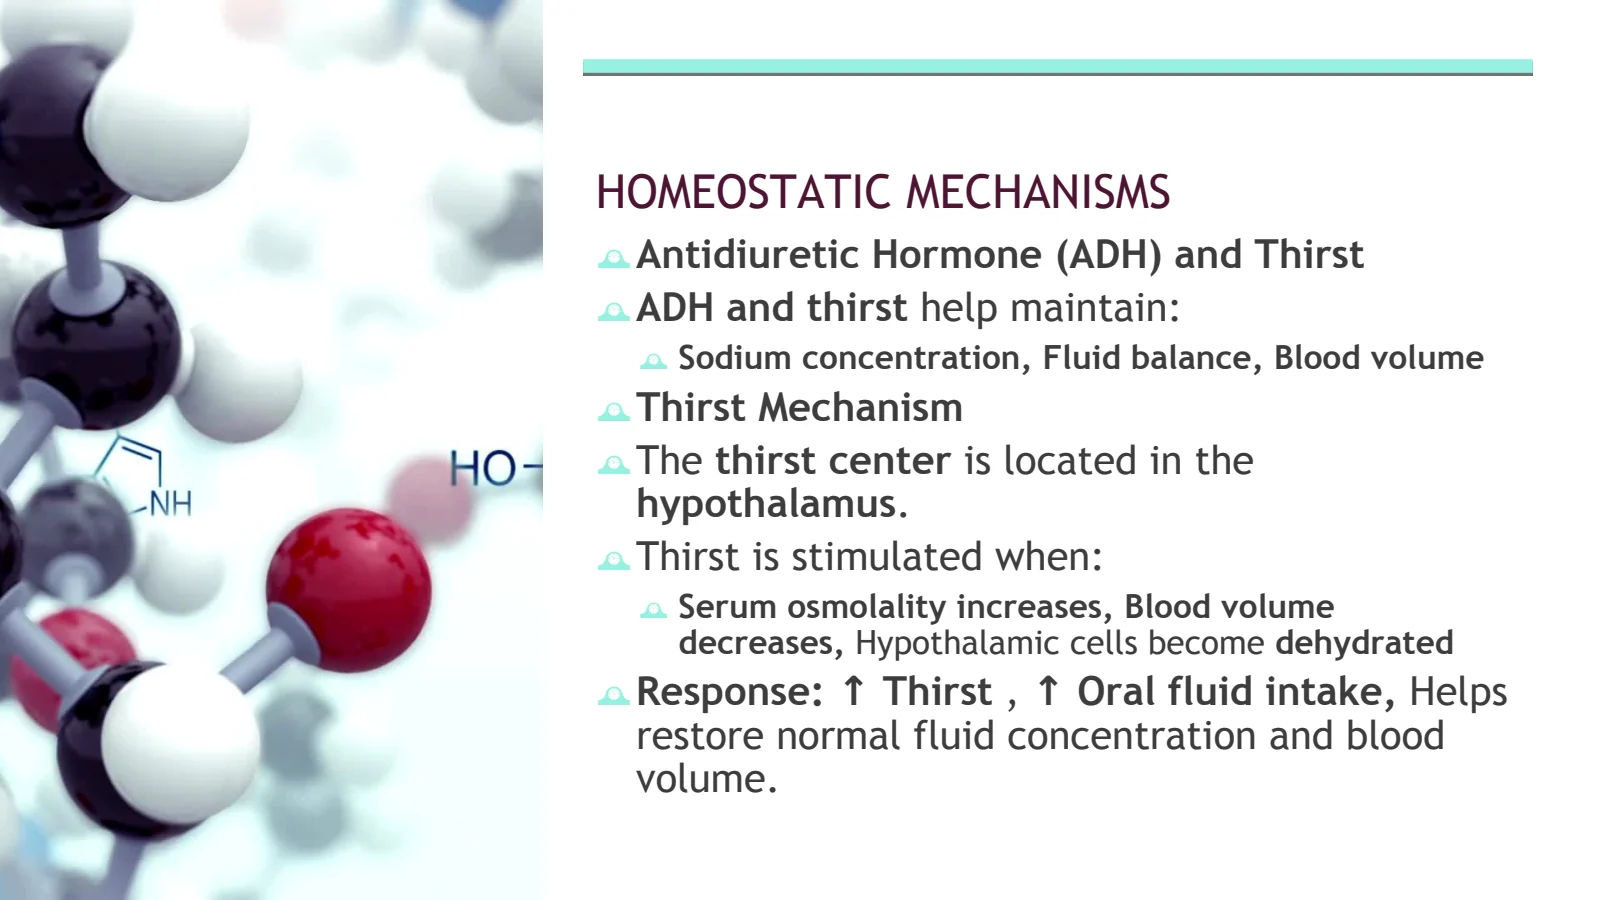 HOMEOSTATIC MECHANISMS
Antidiuretic Hormone (ADH) and Thirst
ADH and thirst help maintain:
Sodium concentration, Fluid balance, Blood volume
Thirst Mechanism
The thirst center is located in the
hypothalamus.
Thirst is stimulated when:
Serum osmolality increases, Blood volume
decreases, Hypothalamic cells become dehydrated
Response: ↑ Thirst , ↑ Oral fluid intake, Helps
restore normal fluid concentration and blood
volume.
HO
NH